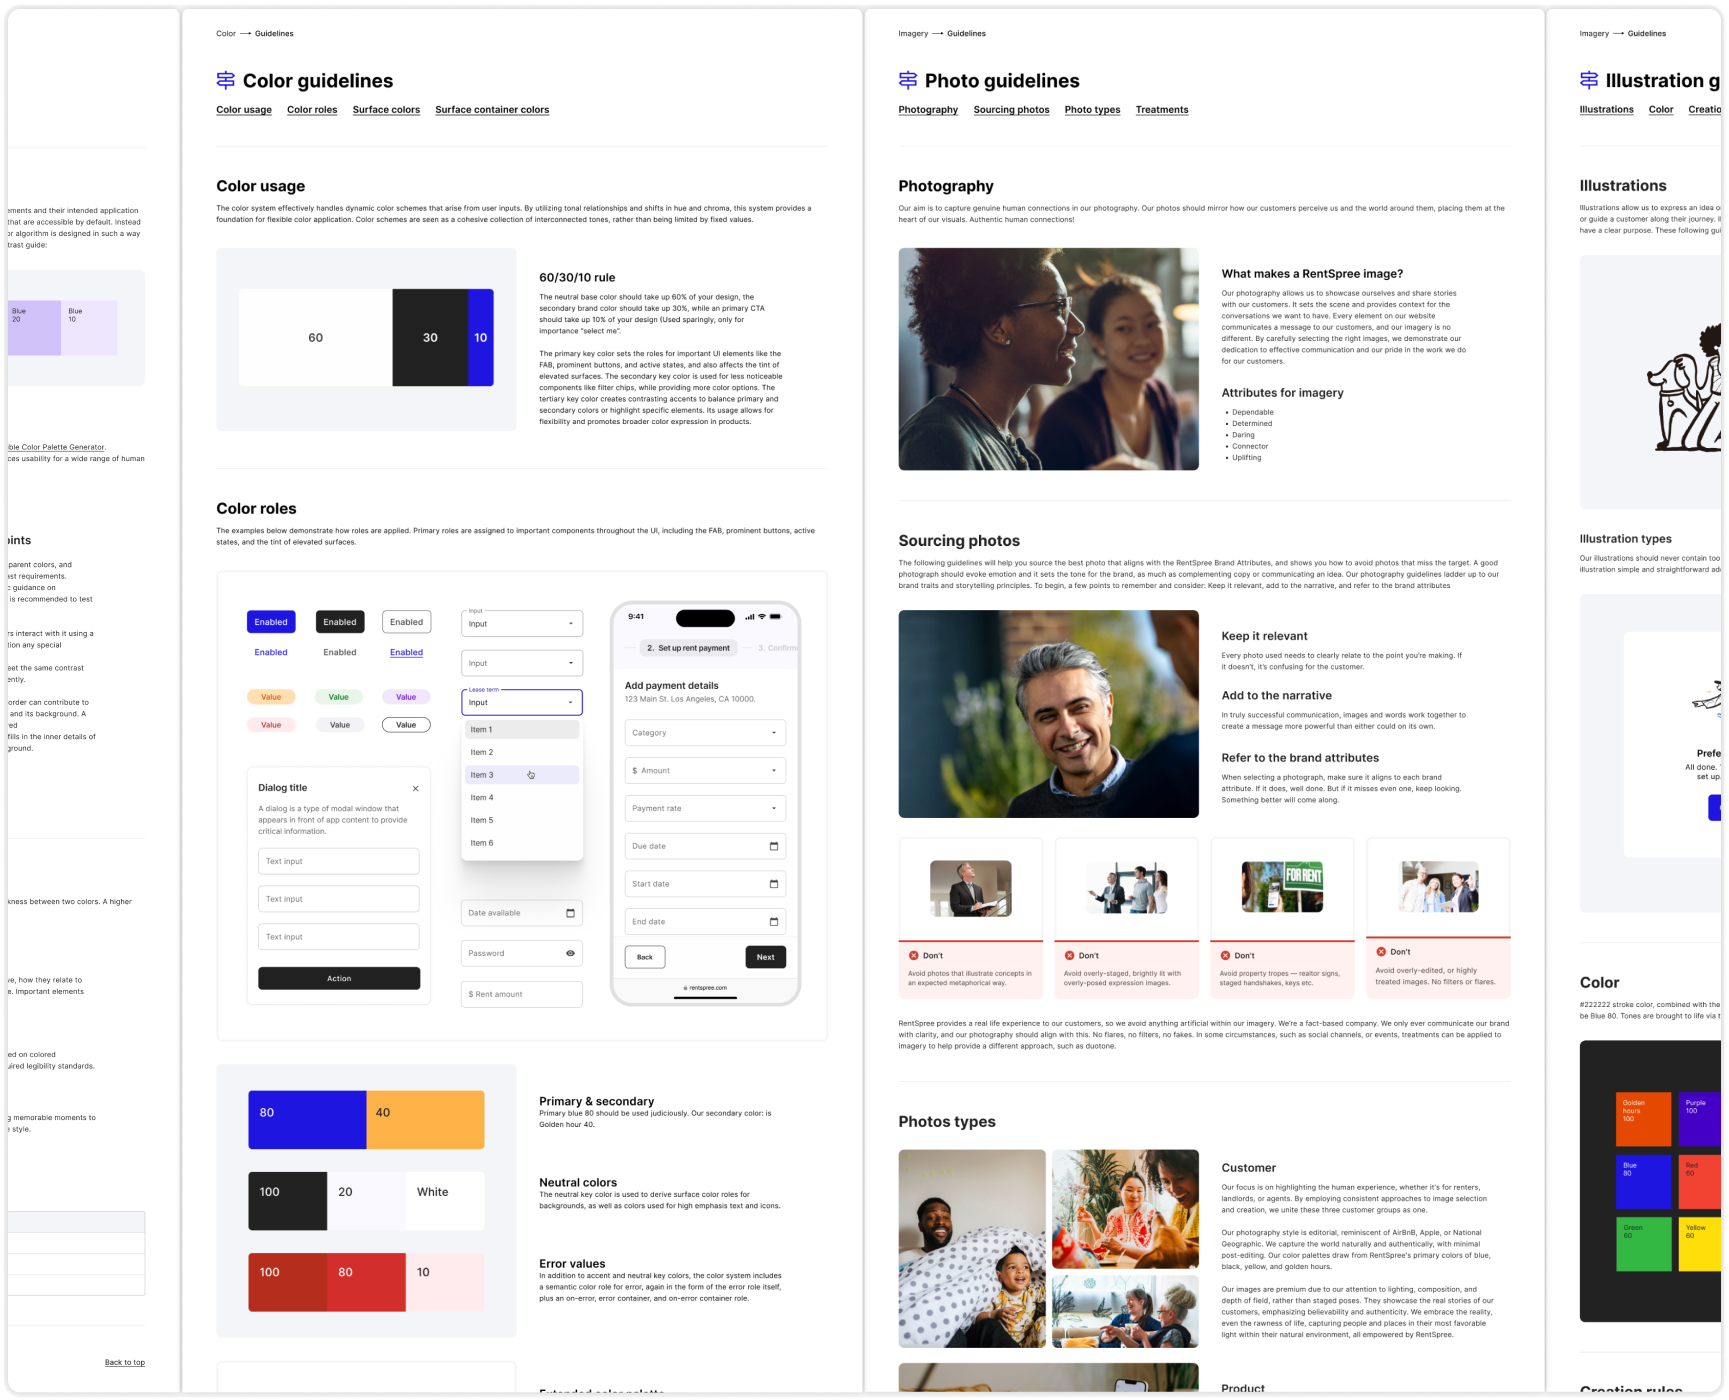 ements and their intended application
that are accessible by default. Instead
or algorithm is designed in such a way
trast guide:
Blue
20
Blue
10
ble Color Palette Generator.
ces usability for a wide range of human
oints
parent colors, and
ast requirements.
c guidance on
is recommended to test
rs interact with it using a
tion any special
eet the same contrast
ently.
order can contribute to
and its background. A
red
fills in the inner details of
ground.
kness between two colors. A higher
ve, how they relate to
e. Important elements
ed on colored
uired legibility standards.
g memorable moments to
e style.
Back to top
Color → Guidelines
Color guidelines
Color usage Color roles Surface colors Surface container colors
Color usage
The color system effectively handles dynamic color schemes that arise from user inputs. By utilizing tonal relationships and shifts in hue and chroma, this system provides a
foundation for flexible color application. Color schemes are seen as a cohesive collection of interconnected tones, rather than being limited by fixed values.
60
30
10
60/30/10 rule
The neutral base color should take up 60% of your design, the
secondary brand color should take up 30%, while an primary CTA
should take up 10% of your design (Used sparingly, only for
importance "select me".
The primary key color sets the roles for important UI elements like the
FAB, prominent buttons, and active states, and also affects the tint of
elevated surfaces. The secondary key color is used for less noticeable
components like filter chips, while providing more color options. The
tertiary key color creates contrasting accents to balance primary and
secondary colors or highlight specific elements. Its usage allows for
flexibility and promotes broader color expression in products.
Color roles
The examples below demonstrate how roles are applied. Primary roles are assigned to important components throughout the UI, including the FAB, prominent buttons, active
states, and the tint of elevated surfaces.
Enabled Enabled Enabled
Enabled Enabled Enabled
Value Value Value
Value Value Value
Dialog title
A dialog is a type of modal window that
appears in front of app content to provide
critical information.
Text input
Text input
Text input
Action
Input
Input
Input
Lease term
Input
Item 1
Item 2
Item 3
Item 4
Item 5
Item 6
Date available
Password
$ Rent amount
9:41
2. Set up rent payment
3. Confirm
Add payment details
123 Main St. Los Angeles, CA 10000.
Category
$ Amount
Payment rate
Due date
Start date
End date
Back
Next
rentspree.com
80
40
Primary & secondary
Primary blue 80 should be used judiciously. Our secondary color: is
Golden hour 40.
100
20
White
Neutral colors
The neutral key color is used to derive surface color roles for
backgrounds, as well as colors used for high emphasis text and icons.
100
80
10
Error values
In addition to accent and neutral key colors, the color system includes
a semantic color role for error, again in the form of the error role itself,
plus an on-error, error container, and on-error container role.
Imagery → Guidelines
Photo guidelines
Photography Sourcing photos Photo types Treatments
Photography
Our aim is to capture genuine human connections in our photography. Our photos should mirror how our customers perceive us and the world around them, placing them at the
heart of our visuals. Authentic human connections!
What makes a RentSpree image?
Our photography allows us to showcase ourselves and share stories
with our customers. It sets the scene and provides context for the
conversations we want to have. Every element on our website
communicates a message to our customers, and our imagery is no
different. By carefully selecting the right images, we demonstrate our
dedication to effective communication and our pride in the work we do
for our customers.
Attributes for imagery
• Dependable
• Determined
• Daring
• Connector
• Uplifting
Sourcing photos
The following guidelines will help you source the best photo that aligns with the RentSpree Brand Attributes, and shows you how to avoid photos that miss the target. A good
photograph should evoke emotion and it sets the tone for the brand, as much as complementing copy or communicating an idea. Our photography guidelines ladder up to our
brand traits and storytelling principles. To begin, a few points to remember and consider: Keep it relevant, add to the narrative, and refer to the brand attributes
Keep it relevant
Every photo used needs to clearly relate to the point you're making. If
it doesn't, it's confusing for the customer.
Add to the narrative
In truly successful communication, images and words work together to
create a message more powerful than either could on its own.
Refer to the brand attributes
When selecting a photograph, make sure it aligns to each brand
attribute. If it does, well done. But if it misses even one, keep looking.
Something better will come along.
Don't
Avoid photos that illustrate concepts in
an expected metaphorical way.
Don't
Avoid overly-staged, brightly lit with
overly-posed expression images.
FOR RENT
Don't
Avoid property tropes — realtor signs,
staged handshakes, keys etc.
Don't
Avoid overly-edited, or highly
treated images. No filters or flares.
RentSpree provides a real life experience to our customers, so we avoid anything artificial within our imagery. We're a fact-based company. We only ever communicate our brand
with clarity, and our photography should align with this. No flares, no filters, no fakes. In some circumstances, such as social channels, or events, treatments can be applied to
imagery to help provide a different approach, such as duotone.
Photos types
Customer
Our focus is on highlighting the human experience, whether it's for renters,
landlords, or agents. By employing consistent approaches to image selection
and creation, we unite these three customer groups as one.
Our photography style is editorial, reminiscent of AirBnB, Apple, or National
Geographic. We capture the world naturally and authentically, with minimal
post-editing. Our color palettes draw from RentSpree's primary colors of blue,
black, yellow, and golden hours.
Our images are premium due to our attention to lighting, composition, and
depth of field, rather than staged poses. They showcase the real stories of our
customers, emphasizing believability and authenticity. We embrace the reality,
even the rawness of life, capturing people and places in their most favorable
light within their natural environment, all empowered by RentSpree.
Product
Imagery → Guidelines
Illustration g
Illustrations Color Creatio
Illustrations
Illustrations allow us to express an idea o
or guide a customer along their journey. Il
have a clear purpose. These following gui
Illustration types
Our illustrations should never contain too
illustration simple and straightforward ad
Prefe
All done.
set up.
Color
#222222 stroke color, combined with the
be Blue 80. Tones are brought to life via t
Golden
hours
100
Purple
100
Blue
80
Red
60
Green
60
Yellow
60